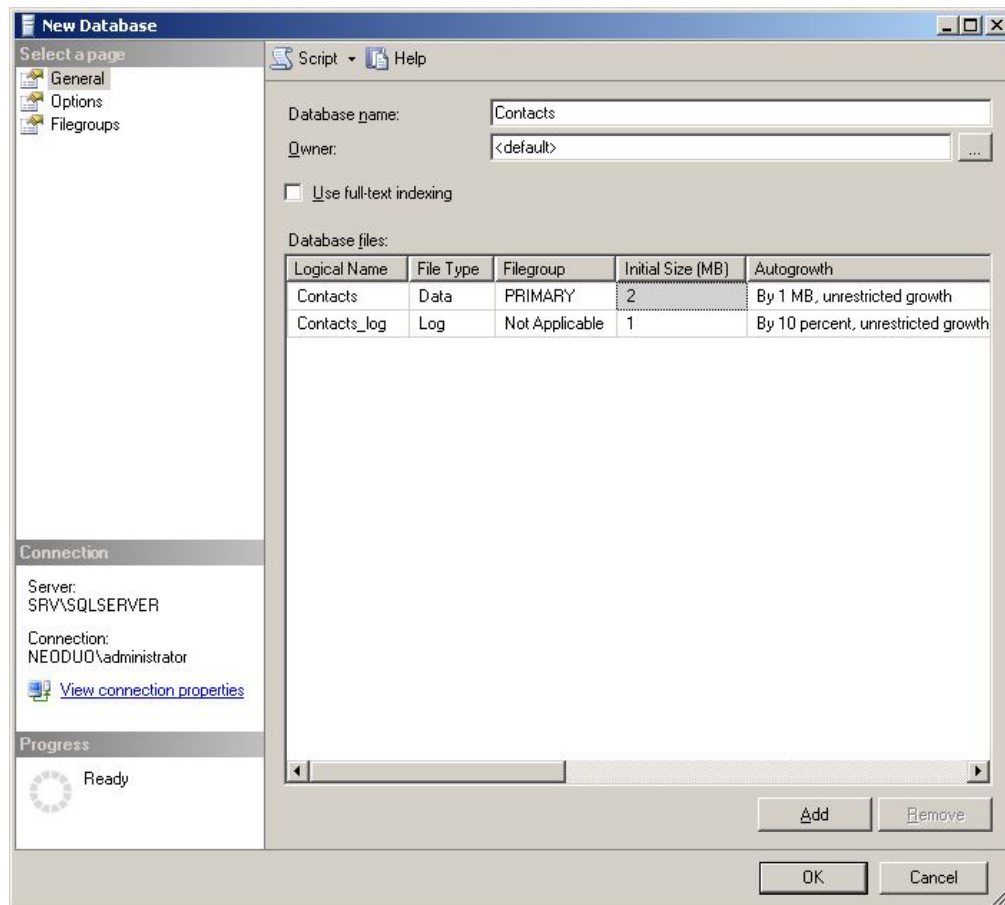 New Database
Select a page
General
Options
Filegroups
Script Help
Database name: Contacts
Owner: <default> ...
Use full-text indexing
Database files:
Logical Name File Type Filegroup Initial Size (MB) Autogrowth
Contacts Data PRIMARY 2 By 1 MB, unrestricted growth
Contacts_log Log Not Applicable 1 By 10 percent, unrestricted growth
Connection
Server:
SRV\SQLSERVER
Connection:
NEODUO\administrator
View connection properties
Progress
Ready
Add Remove
OK Cancel